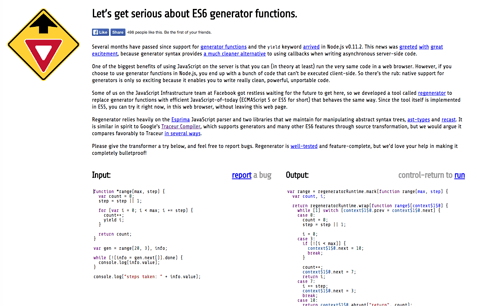 Let's get serious about ES6 generator functions.
Like Share 498 people like this. Be the first of your friends.
Several months have passed since support for generator functions and the yield keyword arrived in Node.js v0.11.2. This news was greeted with great
excitement, because generator syntax provides a much cleaner alternative to using callbacks when writing asynchronous server-side code.
One of the biggest benefits of using JavaScript on the server is that you can (in theory at least) run the very same code in a web browser. However, if you
choose to use generator functions in Node.js, you end up with a bunch of code that can't be executed client-side. So there's the rub: native support for
generators is only so exciting because it enables you to write really clean, powerful, unportable code.
Some of us on the JavaScript Infrastructure team at Facebook got restless waiting for the future to get here, so we developed a tool called regenerator to
replace generator functions with efficient JavaScript-of-today (ECMAScript 5 or ES5 for short) that behaves the same way. Since the tool itself is implemented
in ES5, you can try it right now, in this web browser, without leaving this web page.
Regenerator relies heavily on the Esprima JavaScript parser and two libraries that we maintain for manipulating abstract syntax trees, ast-types and recast. It
is similar in spirit to Google's Traceur Compiler, which supports generators and many other ES6 features through source transformation, but we would argue it
compares favorably to Traceur in several ways.
Please give the transformer a try below, and feel free to report bugs. Regenerator is well-tested and feature-complete, but we'd love your help in making it
completely bulletproof!
Input: report a bug
function *range(max, step) {
var count = 0;
step = step || 1;
for (var i = 0; i < max; i += step) {
count++;
yield i;
}
return count;
}
var gen = range(20, 3), info;
while (!(info = gen.next()).done) {
console.log(info.value);
}
console.log("steps taken: " + info.value);
Output: control-return to run
var range = regeneratorRuntime.mark(function range(max, step) {
var count, i;
return regeneratorRuntime.wrap(function range$(context$1$0) {
while (1) switch (context$1$0.prev = context$1$0.next) {
case 0:
count = 0;
step = step || 1;
i = 0;
case 3:
if (!(i < max)) {
context$1$0.next = 10;
break;
}
count++;
context$1$0.next = 7;
return i;
case 7:
i += step;
context$1$0.next = 3;
break;
case 10:
return context$1$0.abrupt("return", count);